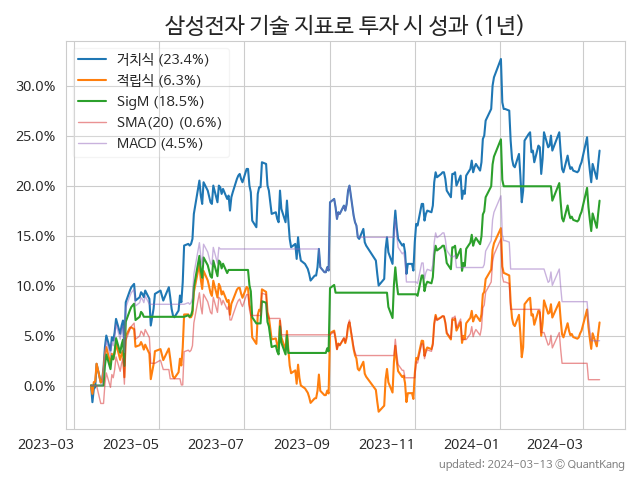 삼성전자 기술 지표로 투자 시 성과 (1년)
거치식 (23.4%)
적립식 (6.3%)
SigM (18.5%)
SMA(20) (0.6%)
MACD (4.5%)
30.0%
25.0%
20.0%
15.0%
10.0%
5.0%
0.0%
2023-03 2023-05 2023-07 2023-09 2023-11 2024-01 2024-03
updated: 2024-03-13 ⓒ QuantKang